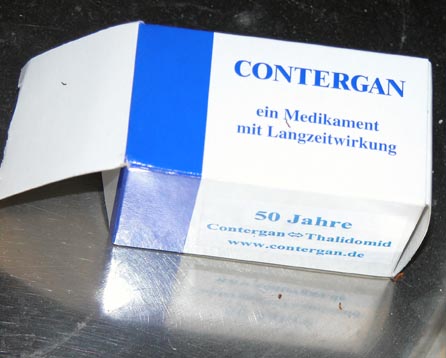 CONTERGAN
ein Medikament
mit Langzeitwirkung
50 Jahre
Contergan⇔Thalidomid
www.contergan.de